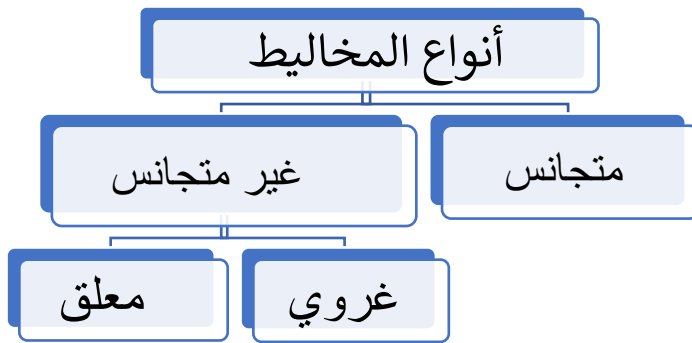 أنواع المخاليط
متجانس
غير متجانس
غروي
معلق